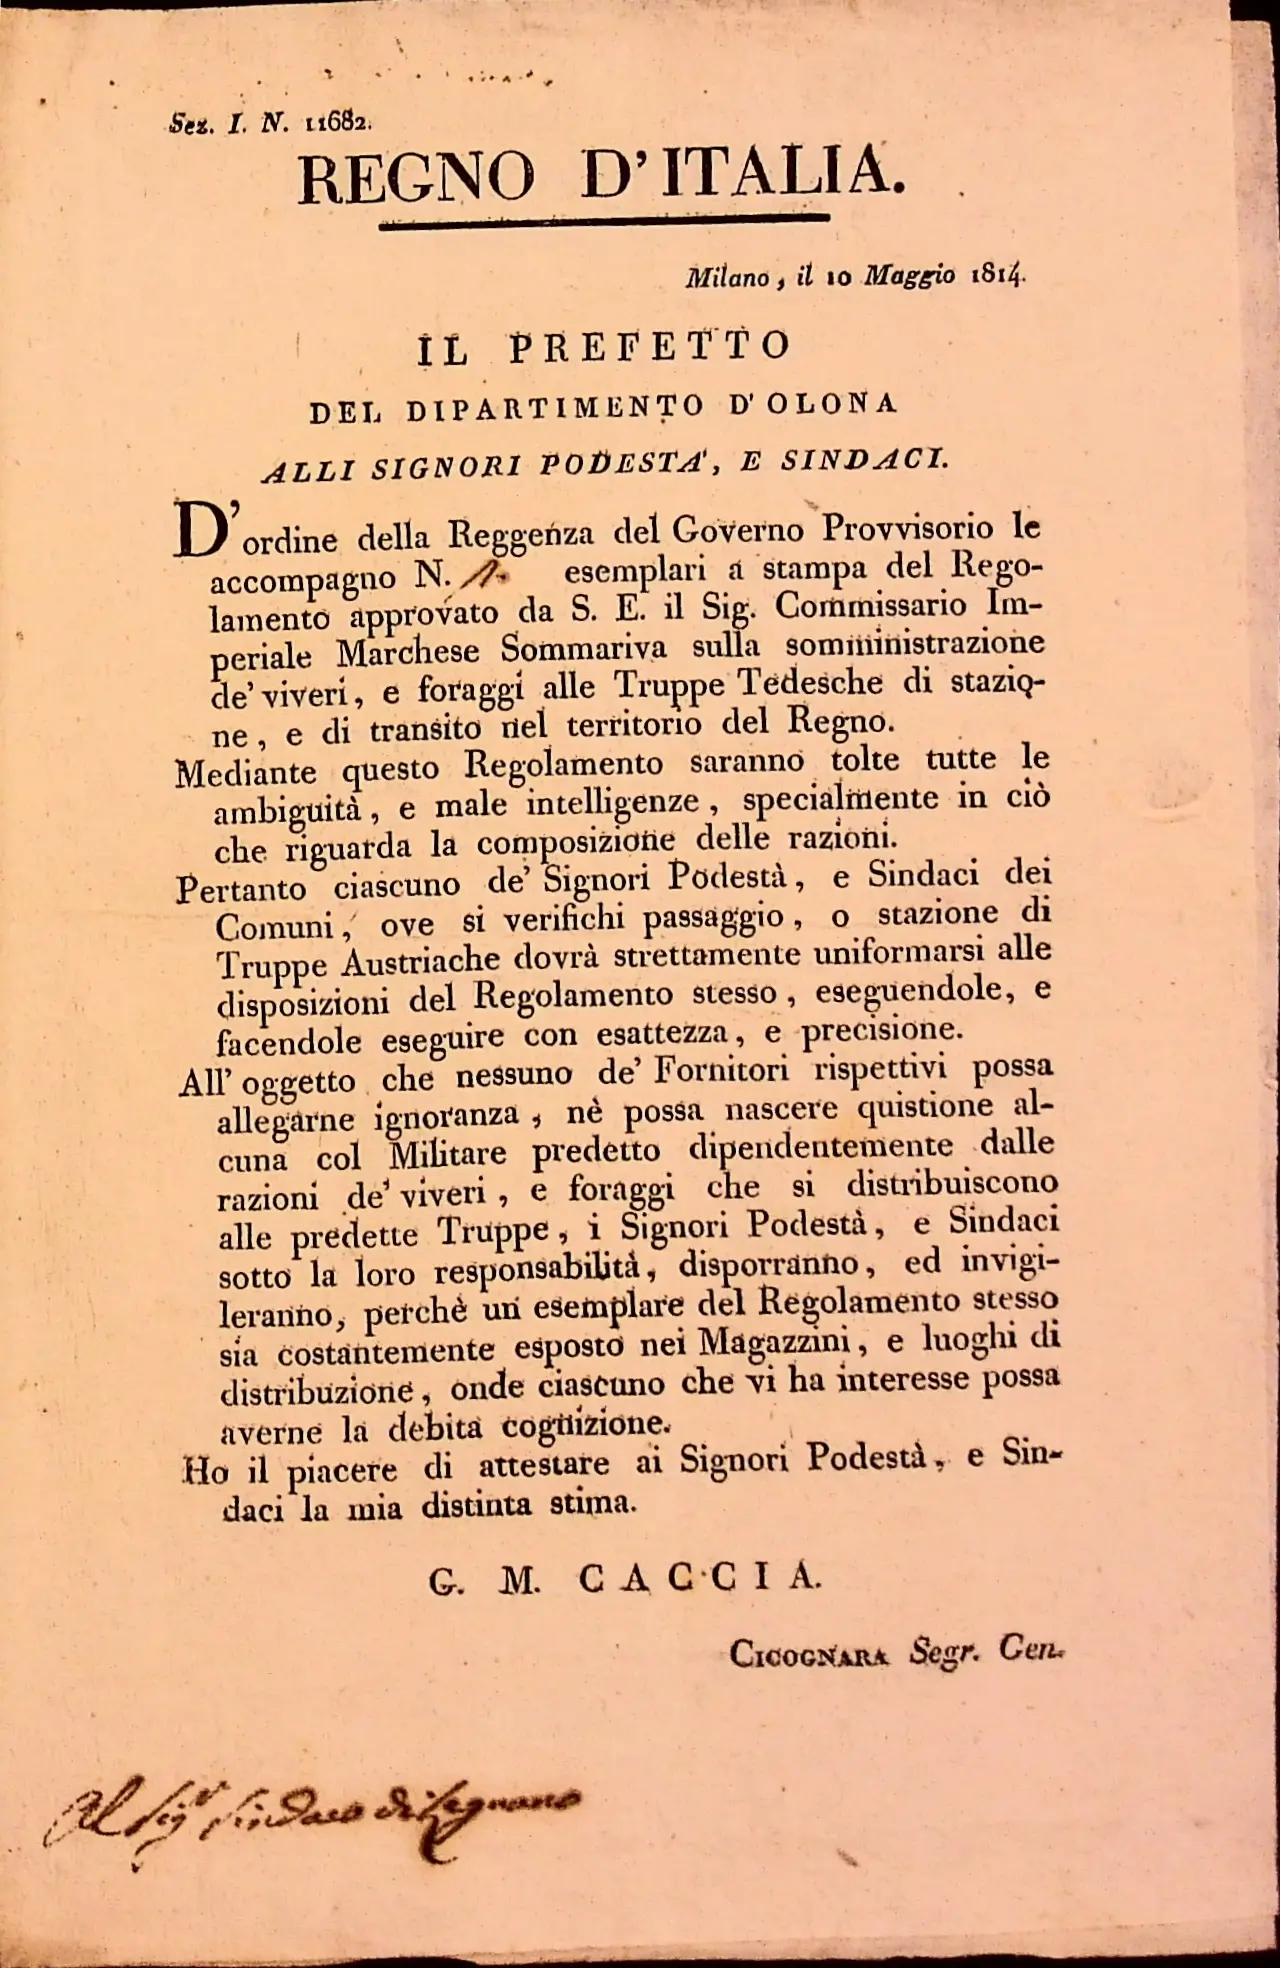 Sez. I. N. 11682.
REGNO D'ITALIA.
Milano, il 10 Maggio 1814.
IL PREFETTO
DEL DIPARTIMENTO D'OLONA
ALLI SIGNORI PODESTA', E SINDACI.
D'ordine della Reggenza del Governo Provvisorio le
accompagno N. esemplari a stampa del Rego-
lamento approvato da S. E. il Sig. Commissario Im-
periale Marchese Sommariva sulla somministrazione
de' viveri, e foraggi alle Truppe Tedesche di stazio-
ne, e di transito nel territorio del Regno.
Mediante questo Regolamento saranno tolte tutte le
ambiguità, e male intelligenze, specialmente in ciò
che riguarda la composizione delle razioni.
Pertanto ciascuno de' Signori Podestà, e Sindaci dei
Comuni, ove si verifichi passaggio, o stazione di
Truppe Austriache dovrà strettamente uniformarsi alle
disposizioni del Regolamento stesso, eseguendole, e
facendole eseguire con esattezza, e precisione.
All' oggetto che nessuno de' Fornitori rispettivi possa
allegarne ignoranza, nè possa nascere quistione al-
cuna col Militare predetto dipendentemente dalle
razioni de' viveri, e foraggi che si distribuiscono
alle predette Truppe, i Signori Podestà, e Sindaci
sotto la loro responsabilità, disporranno, ed invigi-
leranno, perchè un esemplare del Regolamento stesso
sia costantemente esposto nei Magazzini, e luoghi di
distribuzione, onde ciascuno che vi ha interesse possa
averne la debita cognizione.
Ho il piacere di attestare ai Signori Podestà, e Sin-
daci la mia distinta stima.
G. M. CACCIA.
CICOGNARA Segr. Gen.
Al Sigr Sindaco di Legnano